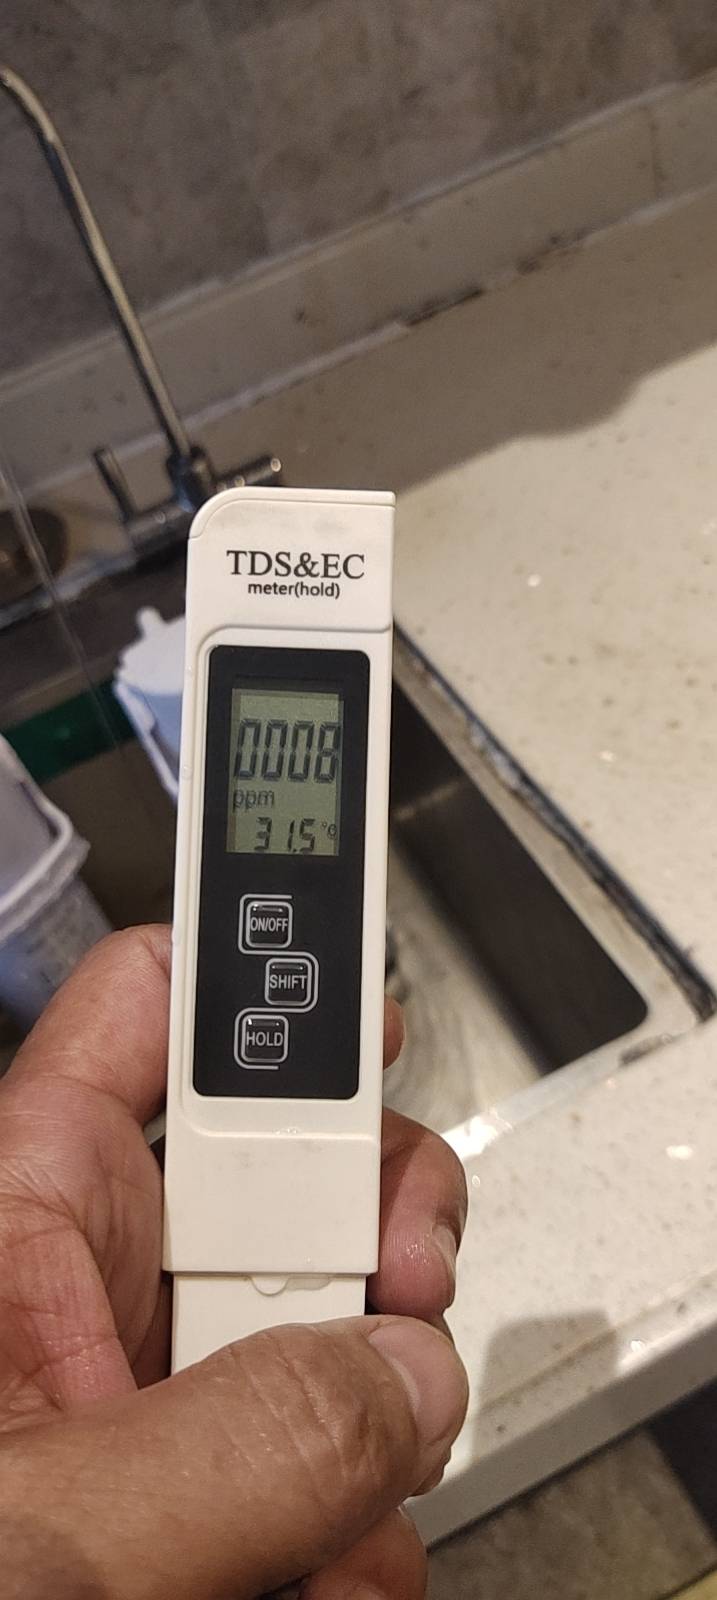 TDS&EC
meter(hold)
0008
ppm
31.5 °C
ON/OFF
SHIFT
HOLD